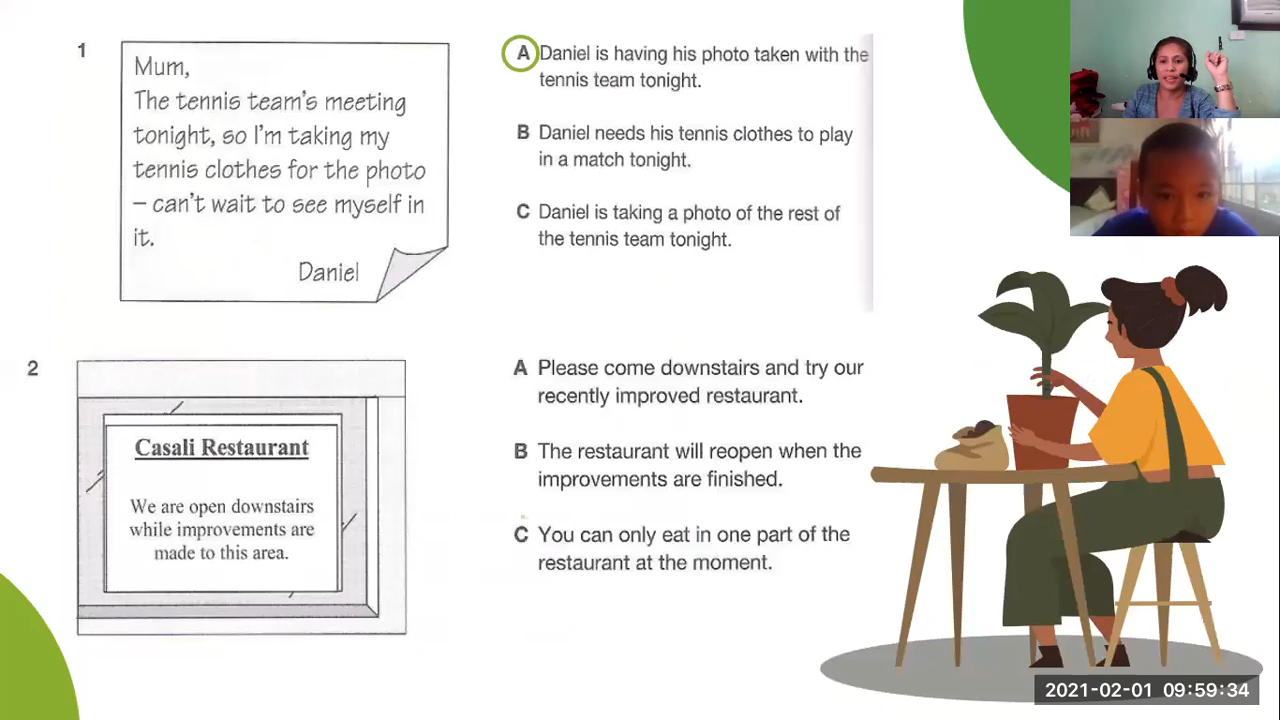 1
Mum,
The tennis team's meeting
tonight, so I'm taking my
tennis clothes for the photo
– can't wait to see myself in
it.
Daniel
A Daniel is having his photo taken with the
tennis team tonight.
B Daniel needs his tennis clothes to play
in a match tonight.
C Daniel is taking a photo of the rest of
the tennis team tonight.
2
Casali Restaurant
We are open downstairs
while improvements are
made to this area.
A Please come downstairs and try our
recently improved restaurant.
B The restaurant will reopen when the
improvements are finished.
C You can only eat in one part of the
restaurant at the moment.
2021-02-01 09:59:34